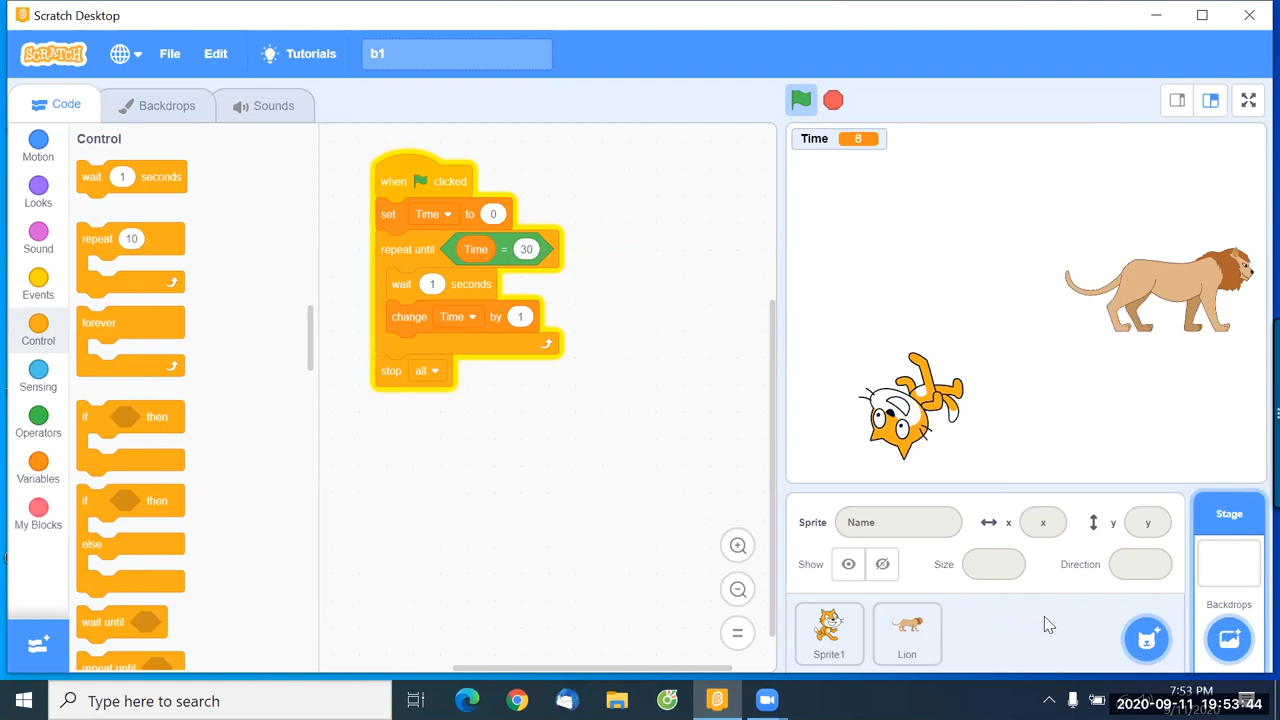 Scratch Desktop
SCRATCH File Edit Tutorials b1
Code Backdrops Sounds
Motion
Looks
Sound
Events
Control
Sensing
Operators
Variables
My Blocks
Control
wait 1 seconds
repeat 10
forever
if then
if then
else
wait until
repeat until
when clicked
set Time to 0
repeat until Time = 30
wait 1 seconds
change Time by 1
stop all
Time 8
Sprite Name x x y y
Show Size Direction
Sprite1
Lion
Stage
Backdrops
Type here to search
7:53 PM
2020-09-11 19:53:44